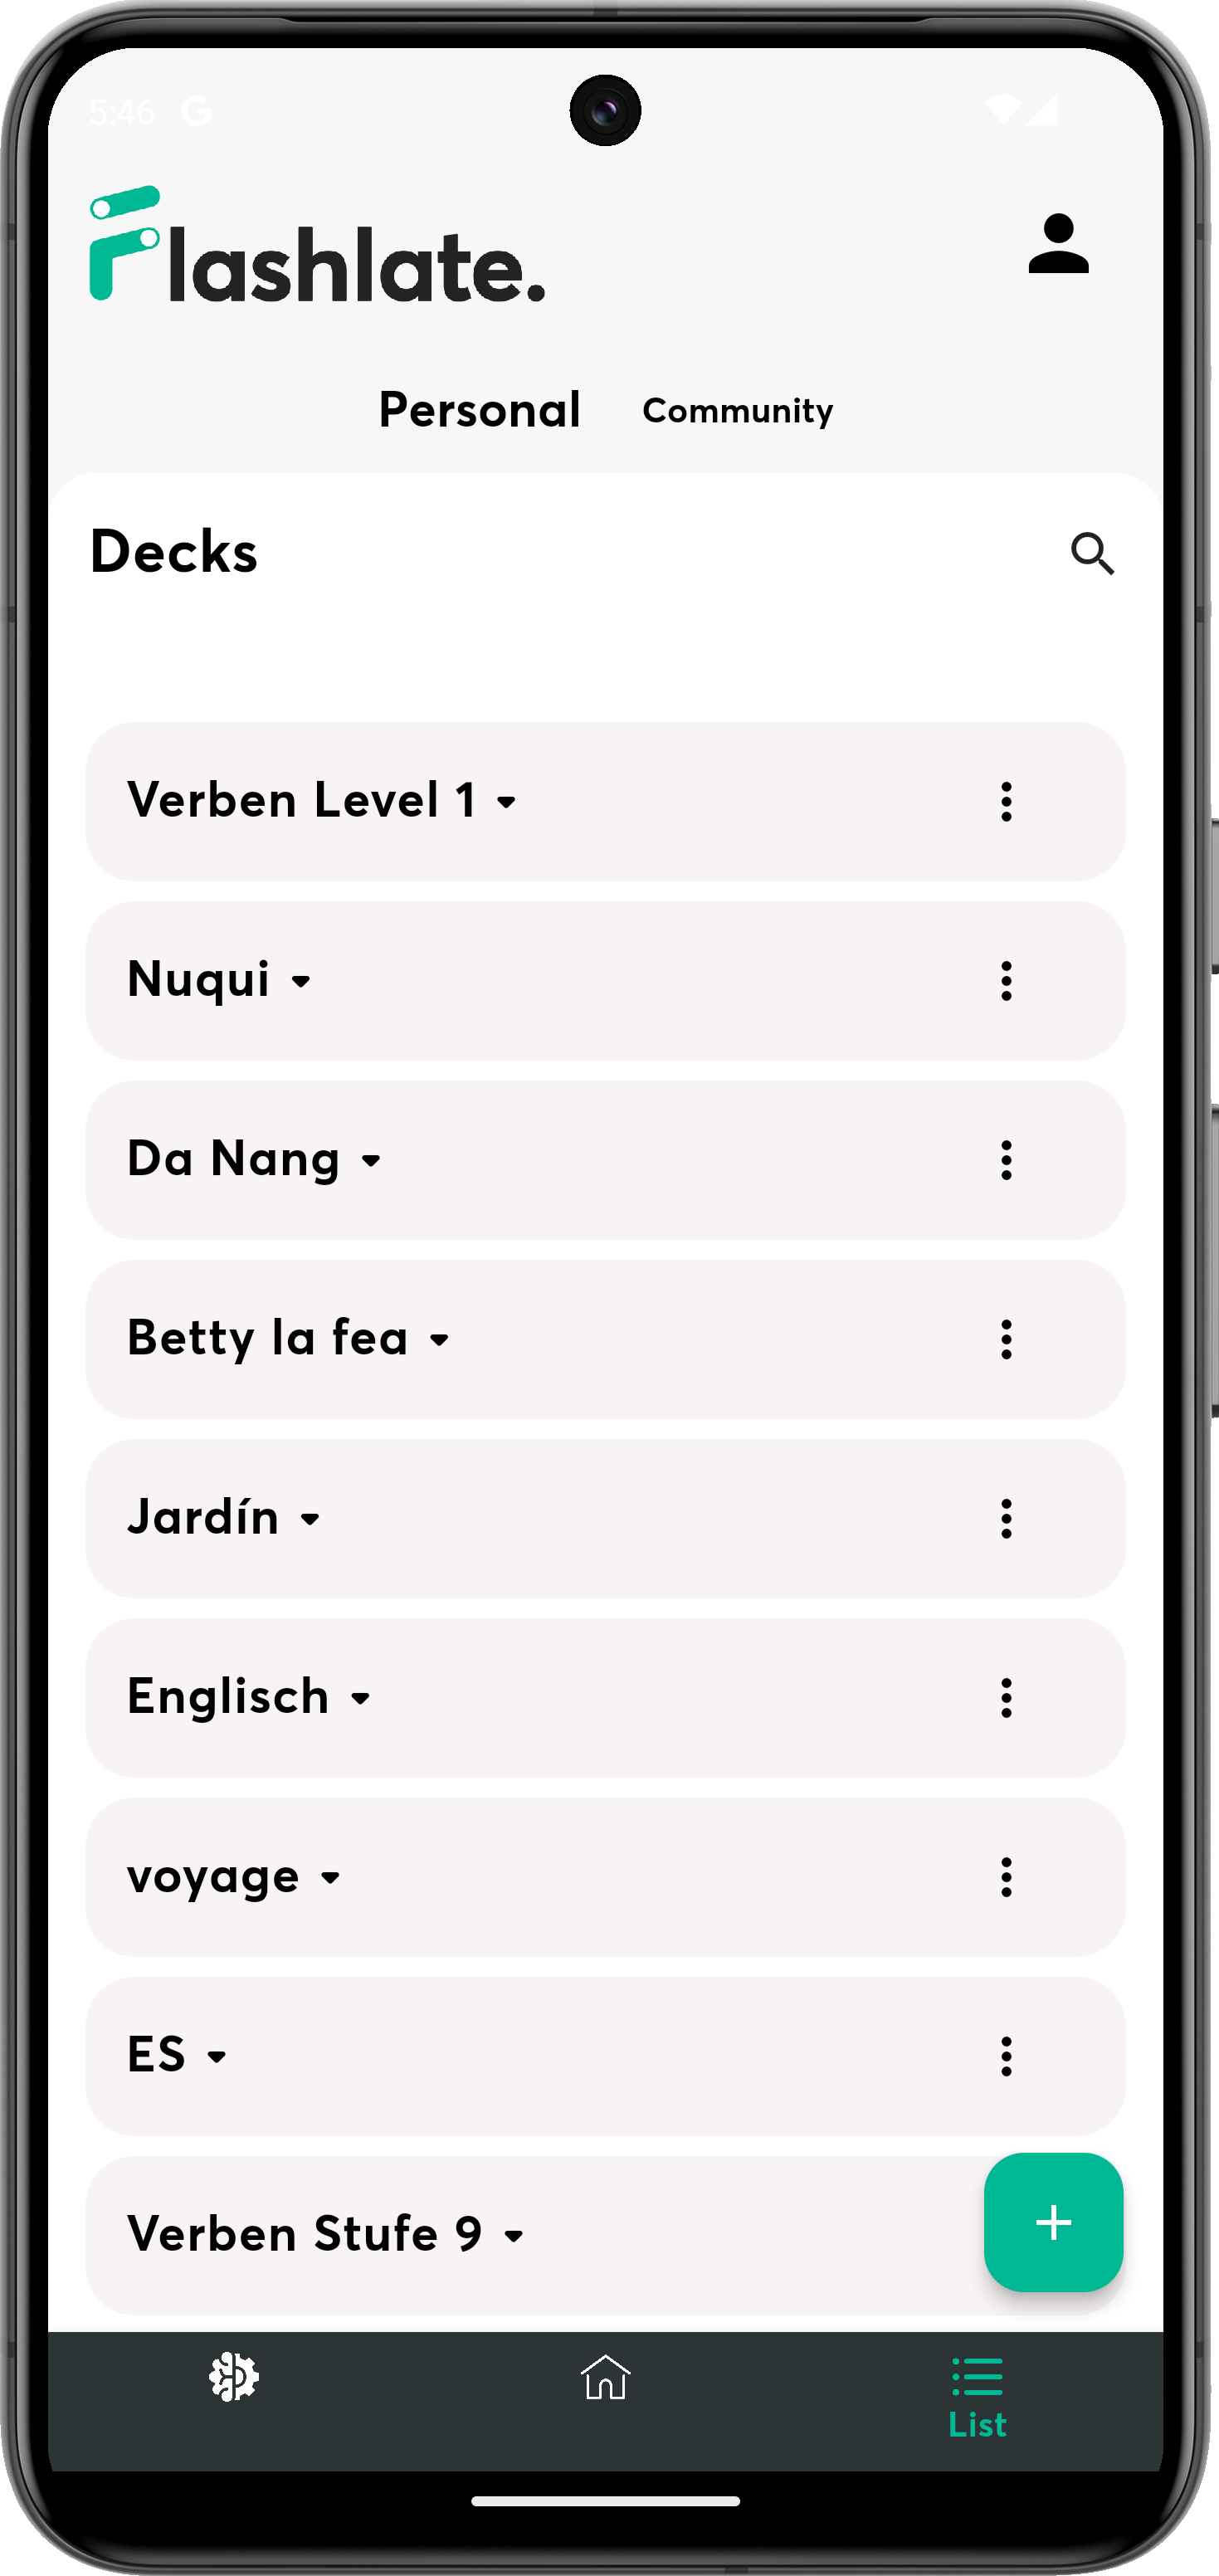 5:46 G
Flashlate.
Personal Community
Decks
Verben Level 1
Nuqui
Da Nang
Betty la fea
Jardín
Englisch
voyage
ES
Verben Stufe 9
List